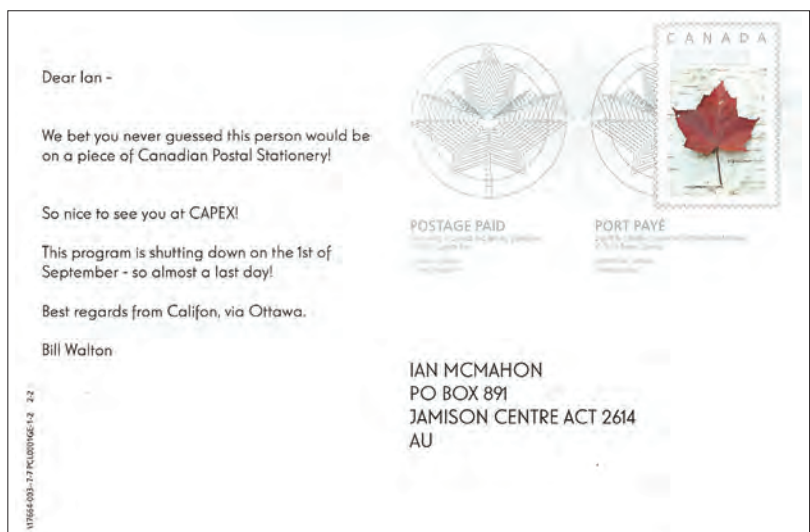 CANADA
Dear Ian -
We bet you never guessed this person would be
on a piece of Canadian Postal Stationery!
So nice to see you at CAPEX!
This program is shutting down on the 1st of
September - so almost a last day!
Best regards from Califon, via Ottawa.
Bill Walton
POSTAGE PAID
PORT PAYÉ
IAN MCMAHON
PO BOX 891
JAMISON CENTRE ACT 2614
AU
2-2